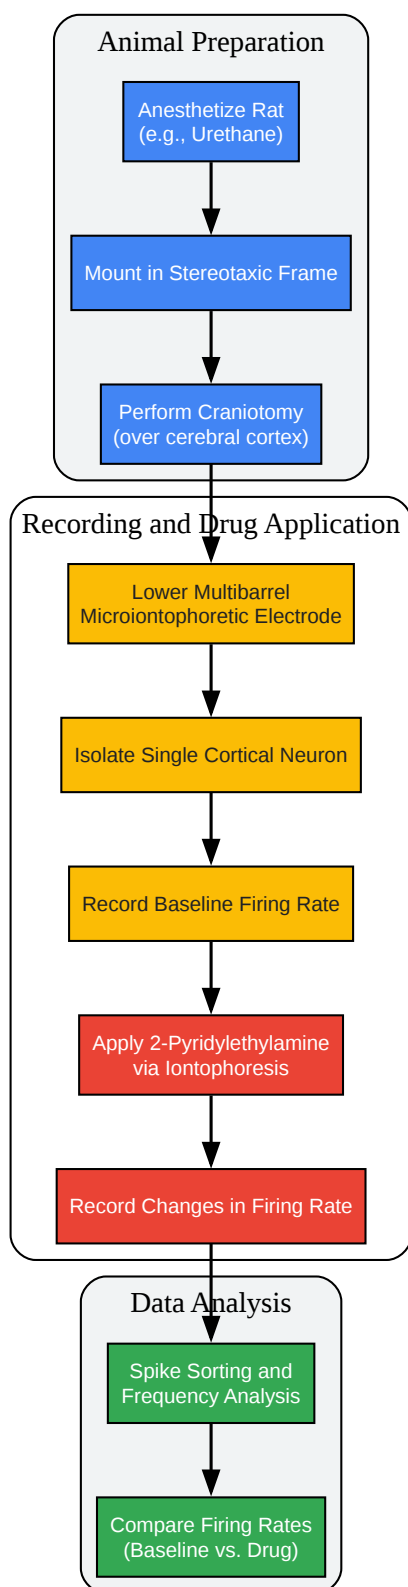 Animal Preparation
Anesthetize Rat
(e.g., Urethane)
Mount in Stereotaxic Frame
Perform Craniotomy
(over cerebral cortex)
Recording and Drug Application
Lower Multibarrel
Microiontophoretic Electrode
Isolate Single Cortical Neuron
Record Baseline Firing Rate
Apply 2-Pyridylethylamine
via Iontophoresis
Record Changes in Firing Rate
Data Analysis
Spike Sorting and
Frequency Analysis
Compare Firing Rates
(Baseline vs. Drug)